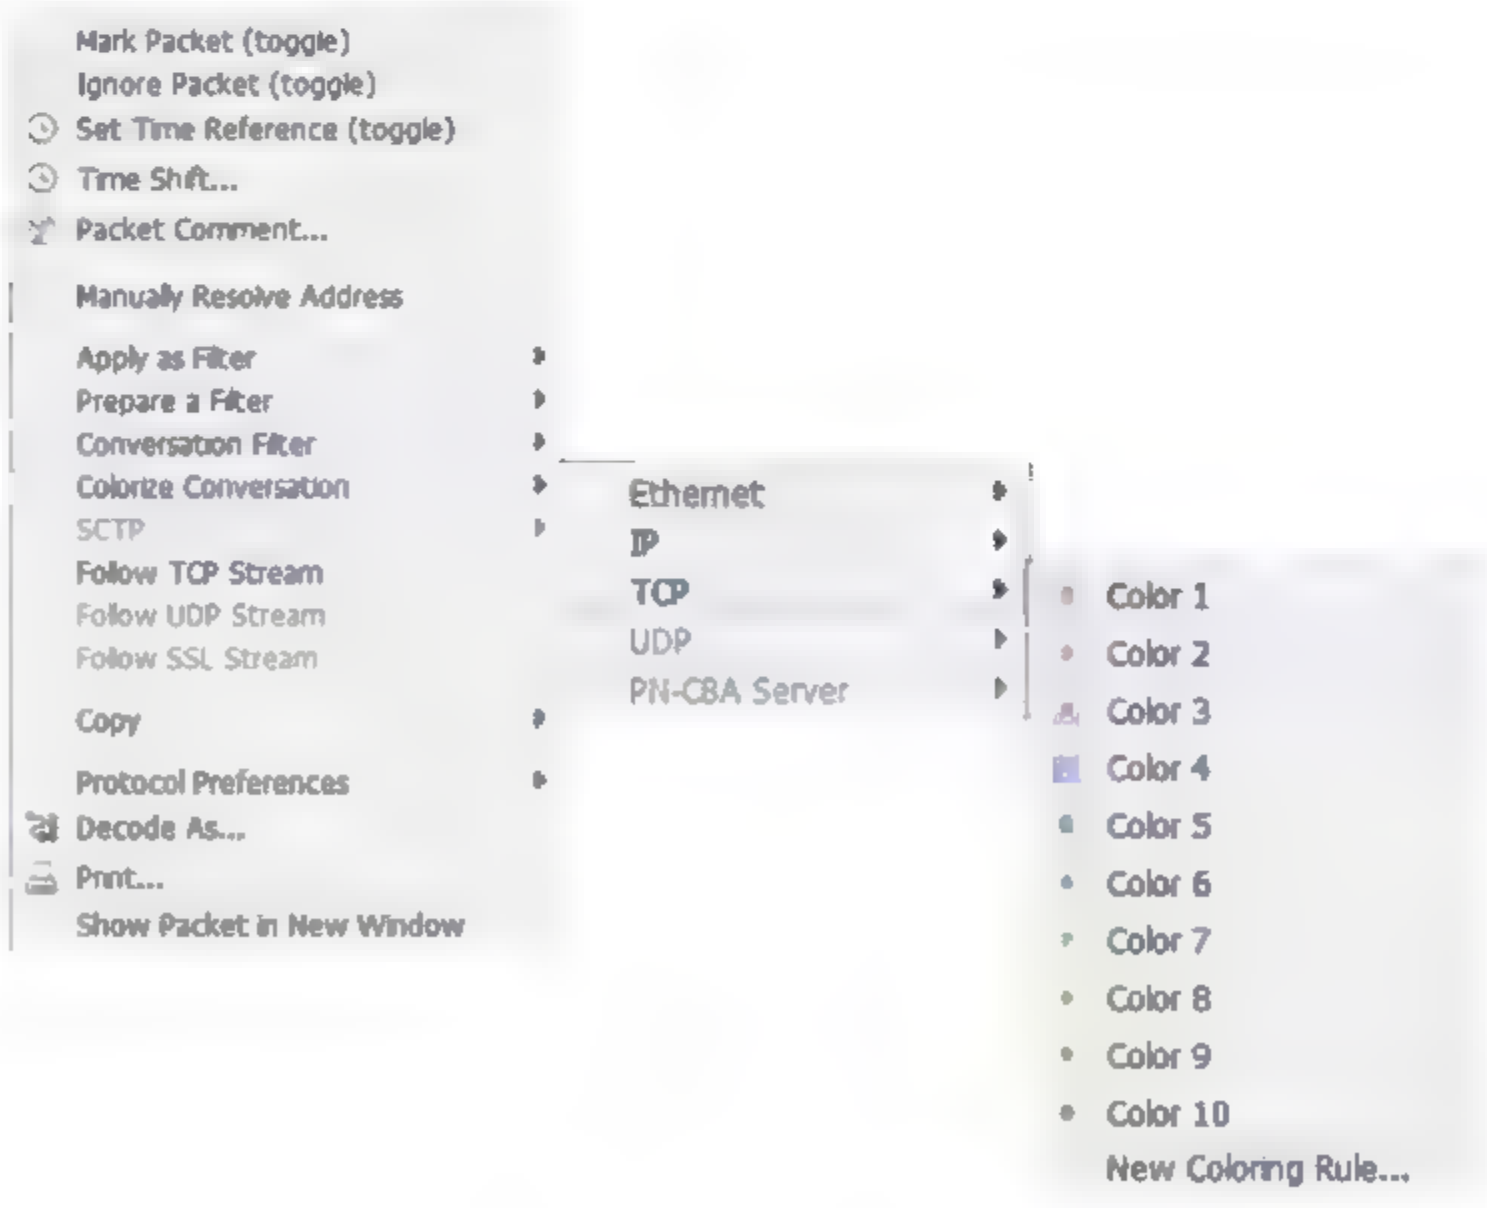 Mark Packet (toggle)
Ignore Packet (toggle)
Set Time Reference (toggle)
Time Shift...
Packet Comment...
Manually Resolve Address
Apply as Filter
Prepare a Filter
Conversation Filter
Colorize Conversation
SCTP
Follow TCP Stream
Follow UDP Stream
Follow SSL Stream
Copy
Protocol Preferences
Decode As...
Print...
Show Packet in New Window
Ethernet
IP
TCP
UDP
PN-CBA Server
Color 1
Color 2
Color 3
Color 4
Color 5
Color 6
Color 7
Color 8
Color 9
Color 10
New Coloring Rule...